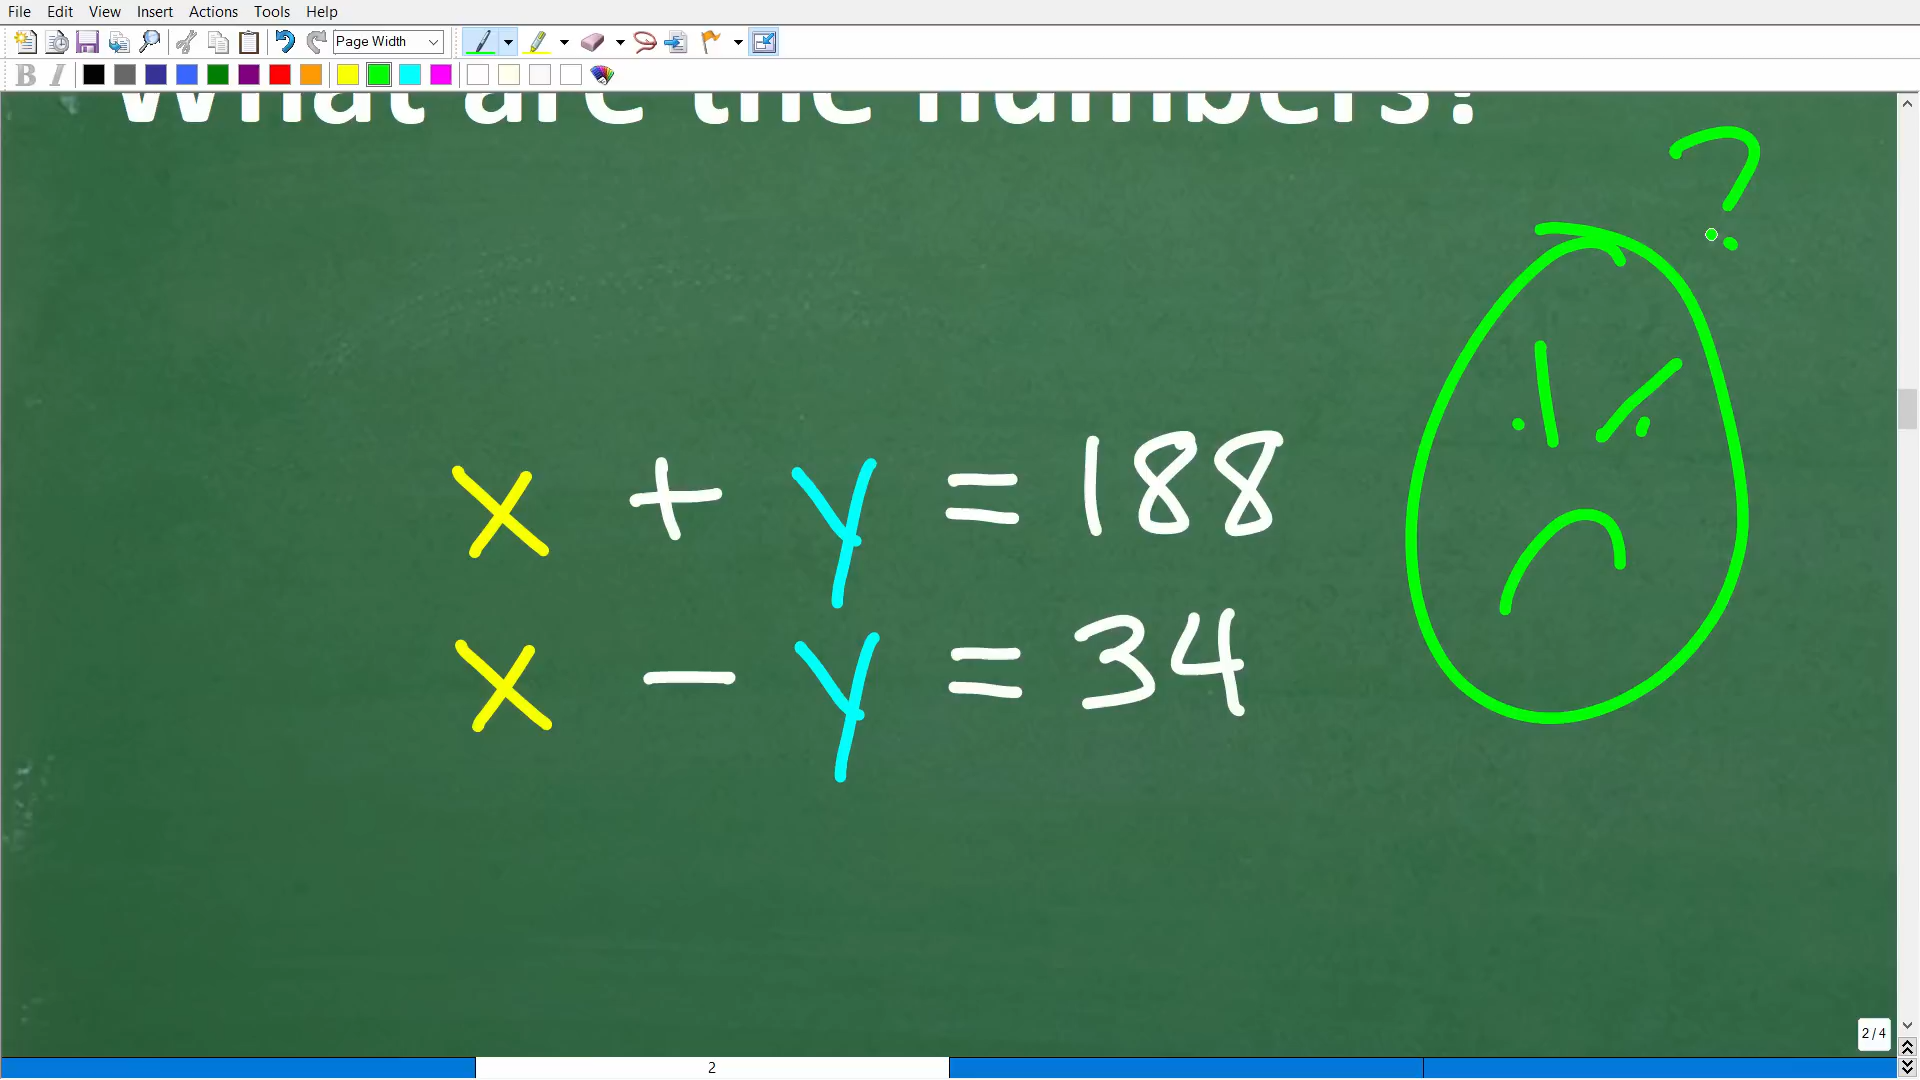 File Edit View Insert Actions Tools Help
Page Width
B I
What are the numbers?
?
x + y = 188
x - y = 34
2 / 4
2